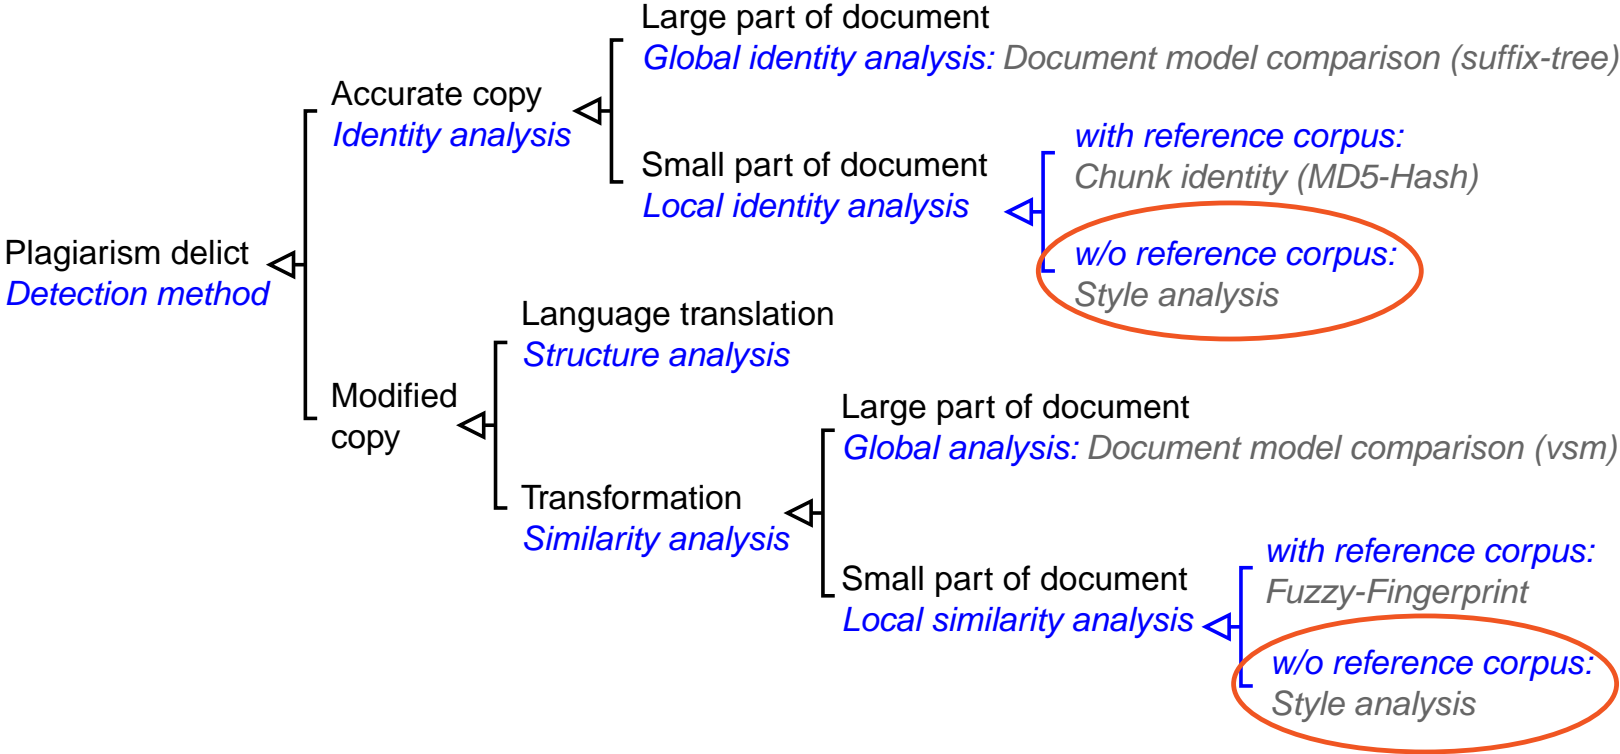 Large part of document
Global identity analysis: Document model comparison (suffix-tree)
Accurate copy
Identity analysis
Small part of document
Local identity analysis
with reference corpus:
Chunk identity (MD5-Hash)
w/o reference corpus:
Style analysis
Plagiarism delict
Detection method
Language translation
Structure analysis
Modified
copy
Large part of document
Global analysis: Document model comparison (vsm)
Transformation
Similarity analysis
Small part of document
Local similarity analysis
with reference corpus:
Fuzzy-Fingerprint
w/o reference corpus:
Style analysis